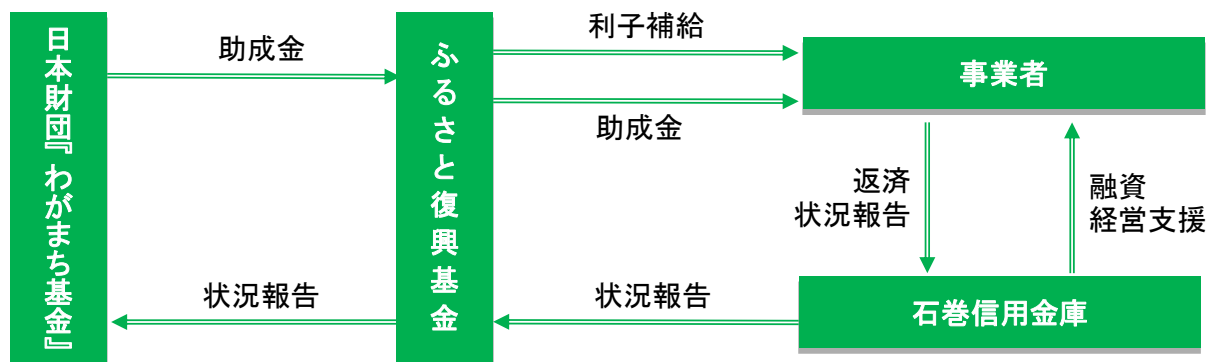 日本財団『わがまち基金』
助成金
状況報告
ふるさと復興基金
利子補給
助成金
状況報告
事業者
返済
状況報告
融資
経営支援
石巻信用金庫